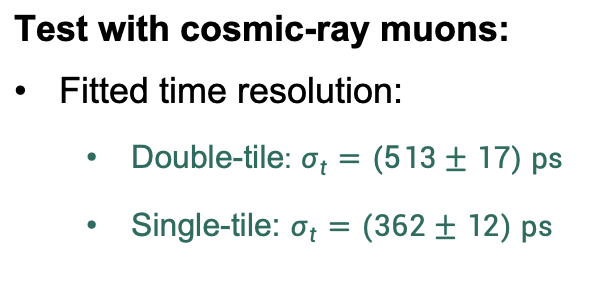 Test with cosmic-ray muons:
• Fitted time resolution:
• Double-tile: σₜ = (513 ± 17) ps
• Single-tile: σₜ = (362 ± 12) ps